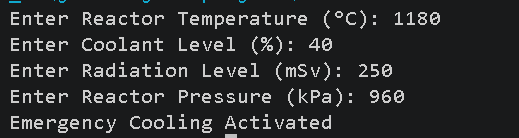 Enter Reactor Temperature (°C): 1180
Enter Coolant Level (%): 40
Enter Radiation Level (mSv): 250
Enter Reactor Pressure (kPa): 960
Emergency Cooling Activated